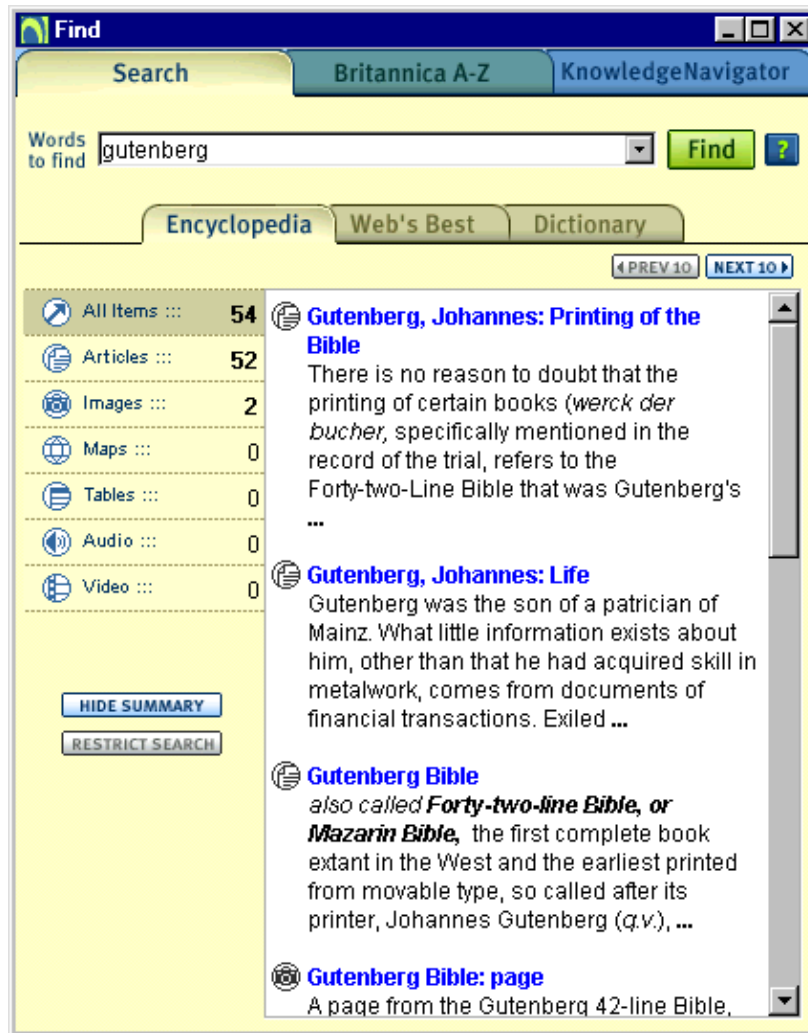 Find
Search
Britannica A-Z
KnowledgeNavigator
Words
to find
gutenberg
Find
?
Encyclopedia
Web's Best
Dictionary
PREV 10
NEXT 10
All Items ::: 54
Articles ::: 52
Images ::: 2
Maps ::: 0
Tables ::: 0
Audio ::: 0
Video ::: 0
HIDE SUMMARY
RESTRICT SEARCH
Gutenberg, Johannes: Printing of the
Bible
There is no reason to doubt that the
printing of certain books (werck der
bucher, specifically mentioned in the
record of the trial, refers to the
Forty-two-Line Bible that was Gutenberg's
...
Gutenberg, Johannes: Life
Gutenberg was the son of a patrician of
Mainz. What little information exists about
him, other than that he had acquired skill in
metalwork, comes from documents of
financial transactions. Exiled ...
Gutenberg Bible
also called Forty-two-line Bible, or
Mazarin Bible, the first complete book
extant in the West and the earliest printed
from movable type, so called after its
printer, Johannes Gutenberg (q.v.), ...
Gutenberg Bible: page
A page from the Gutenberg 42-line Bible,